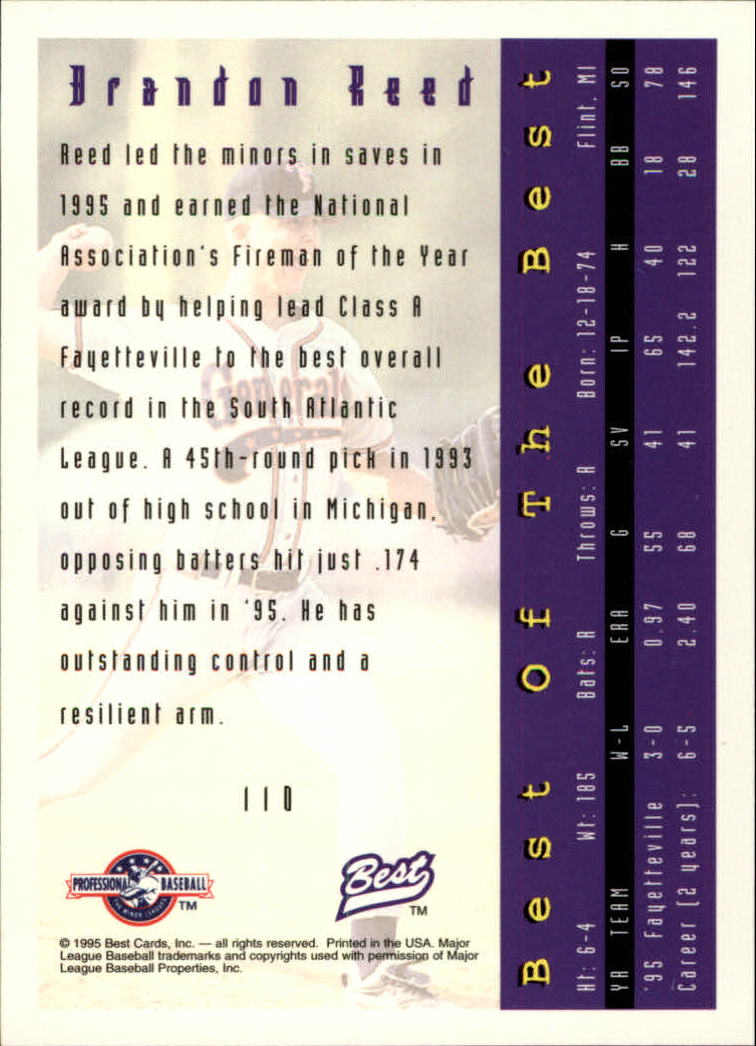 Brandon Reed
Reed led the minors in saves in
1995 and earned the National
Association's Fireman of the Year
award by helping lead Class A
Fayetteville to the best overall
record in the South Atlantic
League. A 45th-round pick in 1993
out of high school in Michigan,
opposing batters hit just .174
against him in '95. He has
outstanding control and a
resilient arm.
110
PROFESSIONAL BASEBALL
THE MINOR LEAGUES
TM
Best
TM
© 1995 Best Cards, Inc. — all rights reserved. Printed in the USA. Major
League Baseball trademarks and copyrights used with permission of Major
League Baseball Properties, Inc.
Generals
Best Of The Best
Ht: 6-4 Wt: 185 Bats: R Throws: R Born: 12-18-74 Flint, MI
YR TEAM W-L ERA G SV IP H BB SO
'95 Fayetteville 3-0 0.97 55 41 65 40 18 78
Career (2 years): 6-5 2.40 68 41 142.2 122 28 146